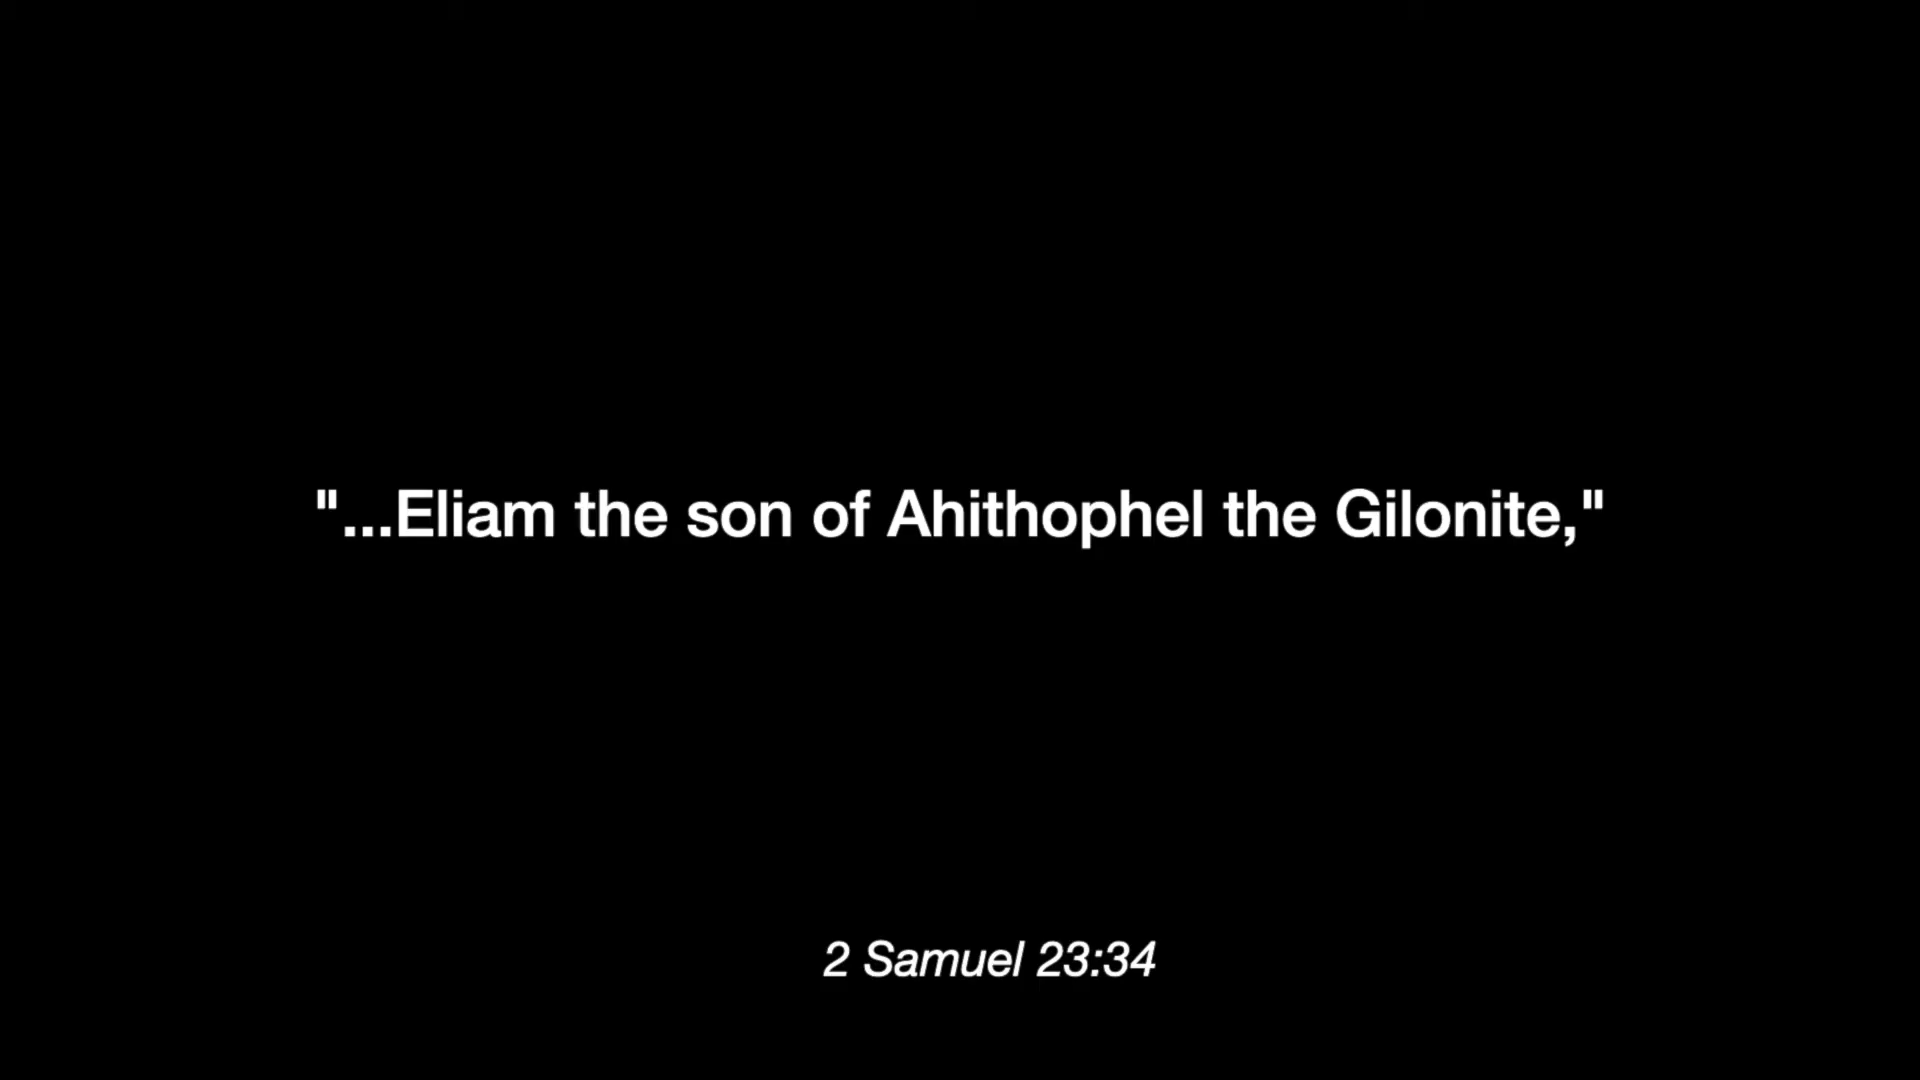 "...Eliam the son of Ahithophel the Gilonite,"
2 Samuel 23:34